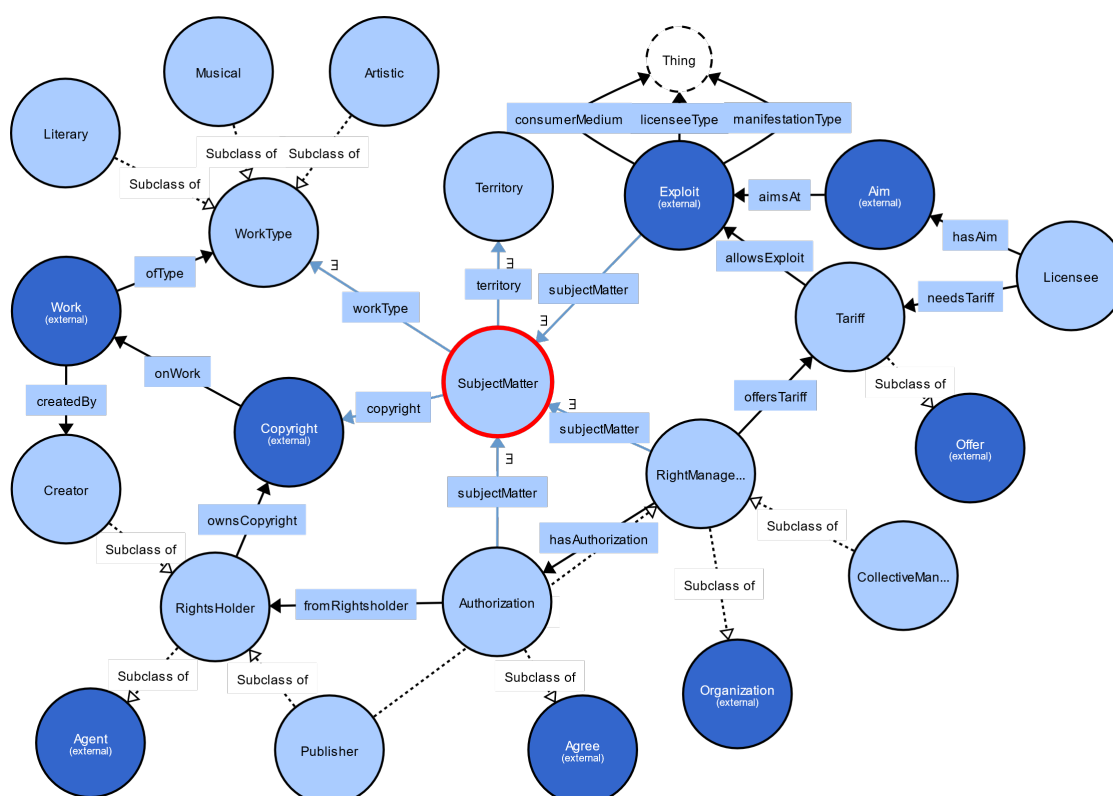 Musical
Artistic
Thing
Literary
consumerMedium
licenseeType
manifestationType
Subclass of
Subclass of
Subclass of
Territory
Exploit
(external)
aimsAt
Aim
(external)
WorkType
hasAim
ofType
∃
∃
allowsExploit
Licensee
Work
(external)
workType
territory
subjectMatter
needsTariff
∃
Tariff
onWork
SubjectMatter
Subclass of
createdBy
copyright
∃
offersTariff
Copyright
(external)
subjectMatter
Offer
(external)
∃
RightManage...
Creator
subjectMatter
ownsCopyright
Subclass of
Subclass of
hasAuthorization
CollectiveMan...
Subclass of
RightsHolder
fromRightsholder
Authorization
Subclass of
Subclass of
Subclass of
Organization
(external)
Agent
(external)
Publisher
Agree
(external)